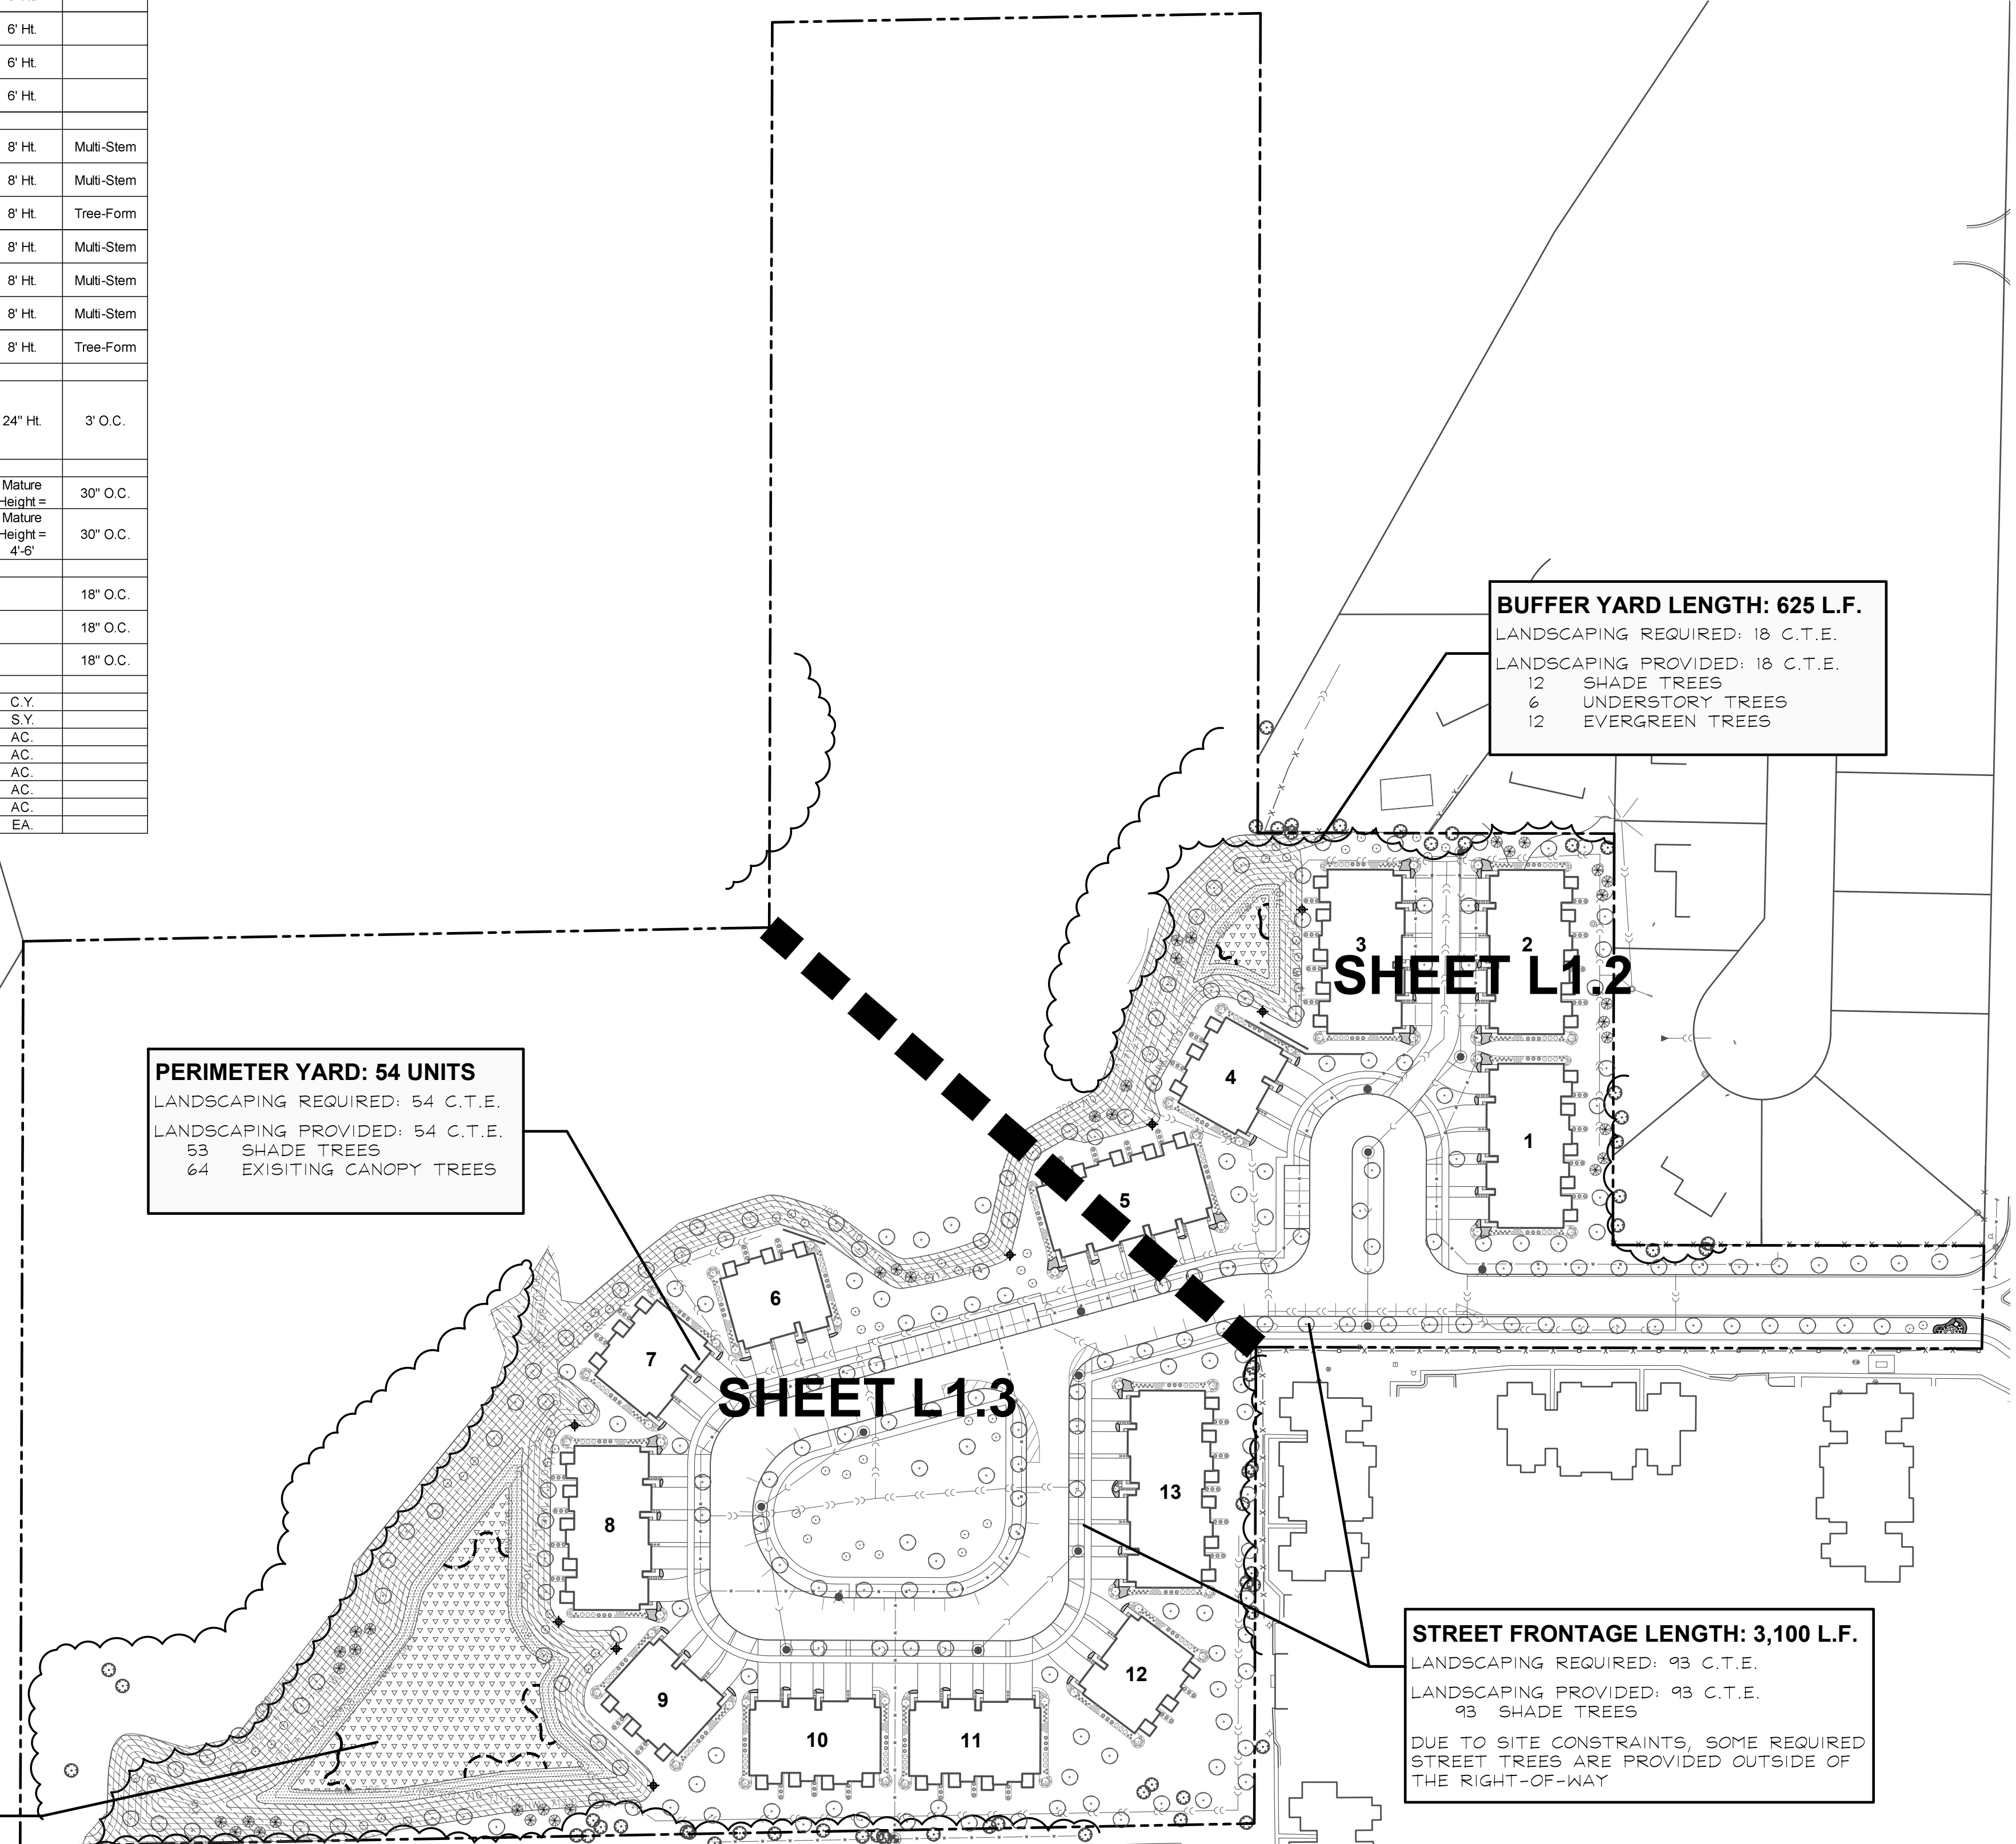 6' Ht.
6' Ht.
6' Ht.
8' Ht. Multi-Stem
8' Ht. Multi-Stem
8' Ht. Tree-Form
8' Ht. Multi-Stem
8' Ht. Multi-Stem
8' Ht. Multi-Stem
8' Ht. Tree-Form
24" Ht. 3' O.C.
Mature
Height = 30" O.C.
Mature
Height = 30" O.C.
4'-6'
18" O.C.
18" O.C.
18" O.C.
C.Y.
S.Y.
AC.
AC.
AC.
AC.
AC.
EA.
BUFFER YARD LENGTH: 625 L.F.
LANDSCAPING REQUIRED: 18 C.T.E.
LANDSCAPING PROVIDED: 18 C.T.E.
12 SHADE TREES
6 UNDERSTORY TREES
12 EVERGREEN TREES
3
2
SHEET L1.2
4
1
5
PERIMETER YARD: 54 UNITS
LANDSCAPING REQUIRED: 54 C.T.E.
LANDSCAPING PROVIDED: 54 C.T.E.
53 SHADE TREES
64 EXISITING CANOPY TREES
6
7
SHEET L1.3
13
8
9
12
10
11
STREET FRONTAGE LENGTH: 3,100 L.F.
LANDSCAPING REQUIRED: 93 C.T.E.
LANDSCAPING PROVIDED: 93 C.T.E.
93 SHADE TREES
DUE TO SITE CONSTRAINTS, SOME REQUIRED
STREET TREES ARE PROVIDED OUTSIDE OF
THE RIGHT-OF-WAY